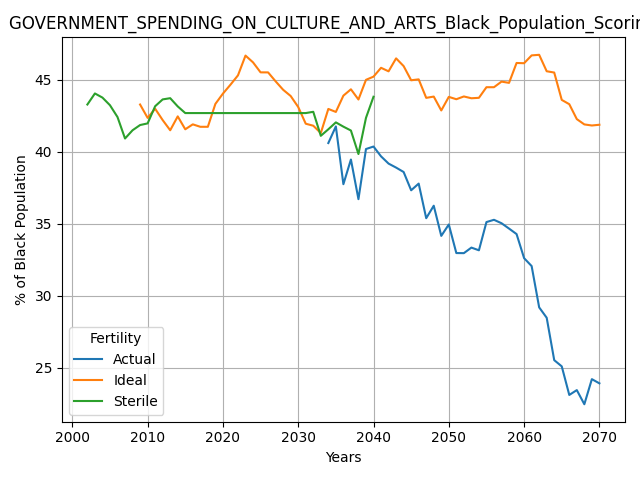 GOVERNMENT_SPENDING_ON_CULTURE_AND_ARTS_Black_Population_Scorin
% of Black Population
45
40
35
30
25
Fertility
Actual
Ideal
Sterile
2000 2010 2020 2030 2040 2050 2060 2070
Years